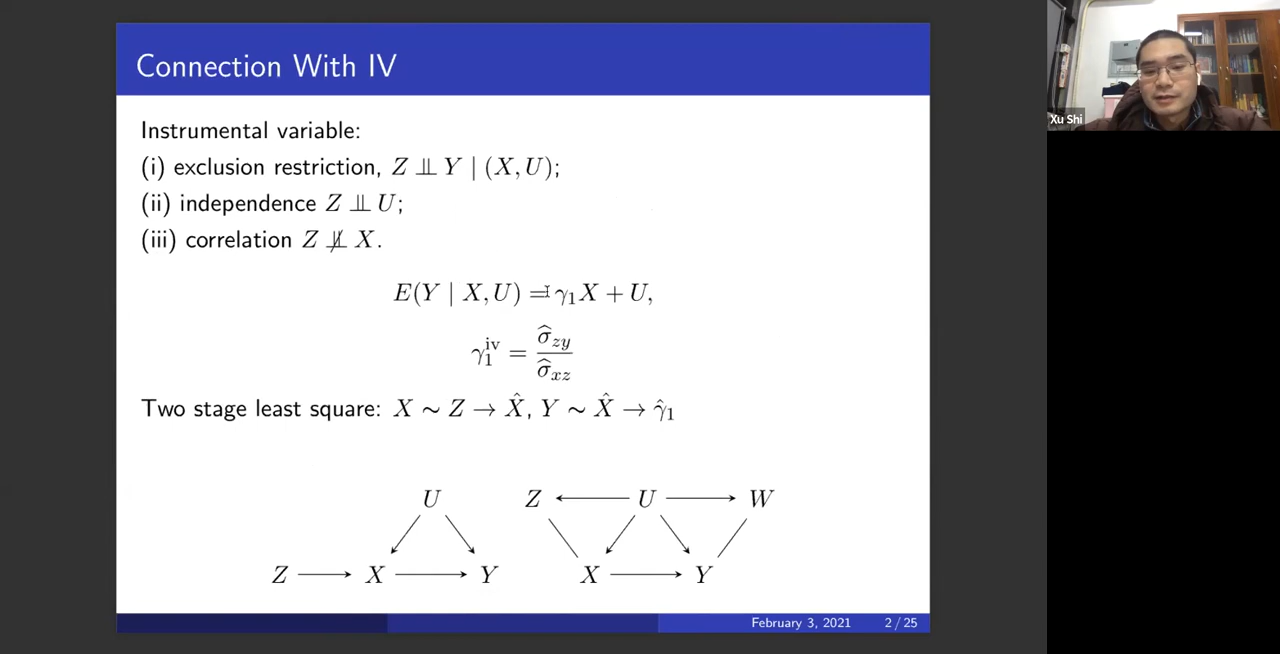 Connection With IV
Xu Shi
Instrumental variable:
(i) exclusion restriction, Z ⫫ Y | (X, U);
(ii) independence Z ⫫ U;
(iii) correlation Z ⫫̸ X.
E(Y | X, U) = γ₁X + U,
γ₁^iv = σ̂_zy / σ̂_xz
Two stage least square: X ∼ Z → X̂, Y ∼ X̂ → γ̂₁
U Z U W
Z X Y X Y
February 3, 2021 2 / 25